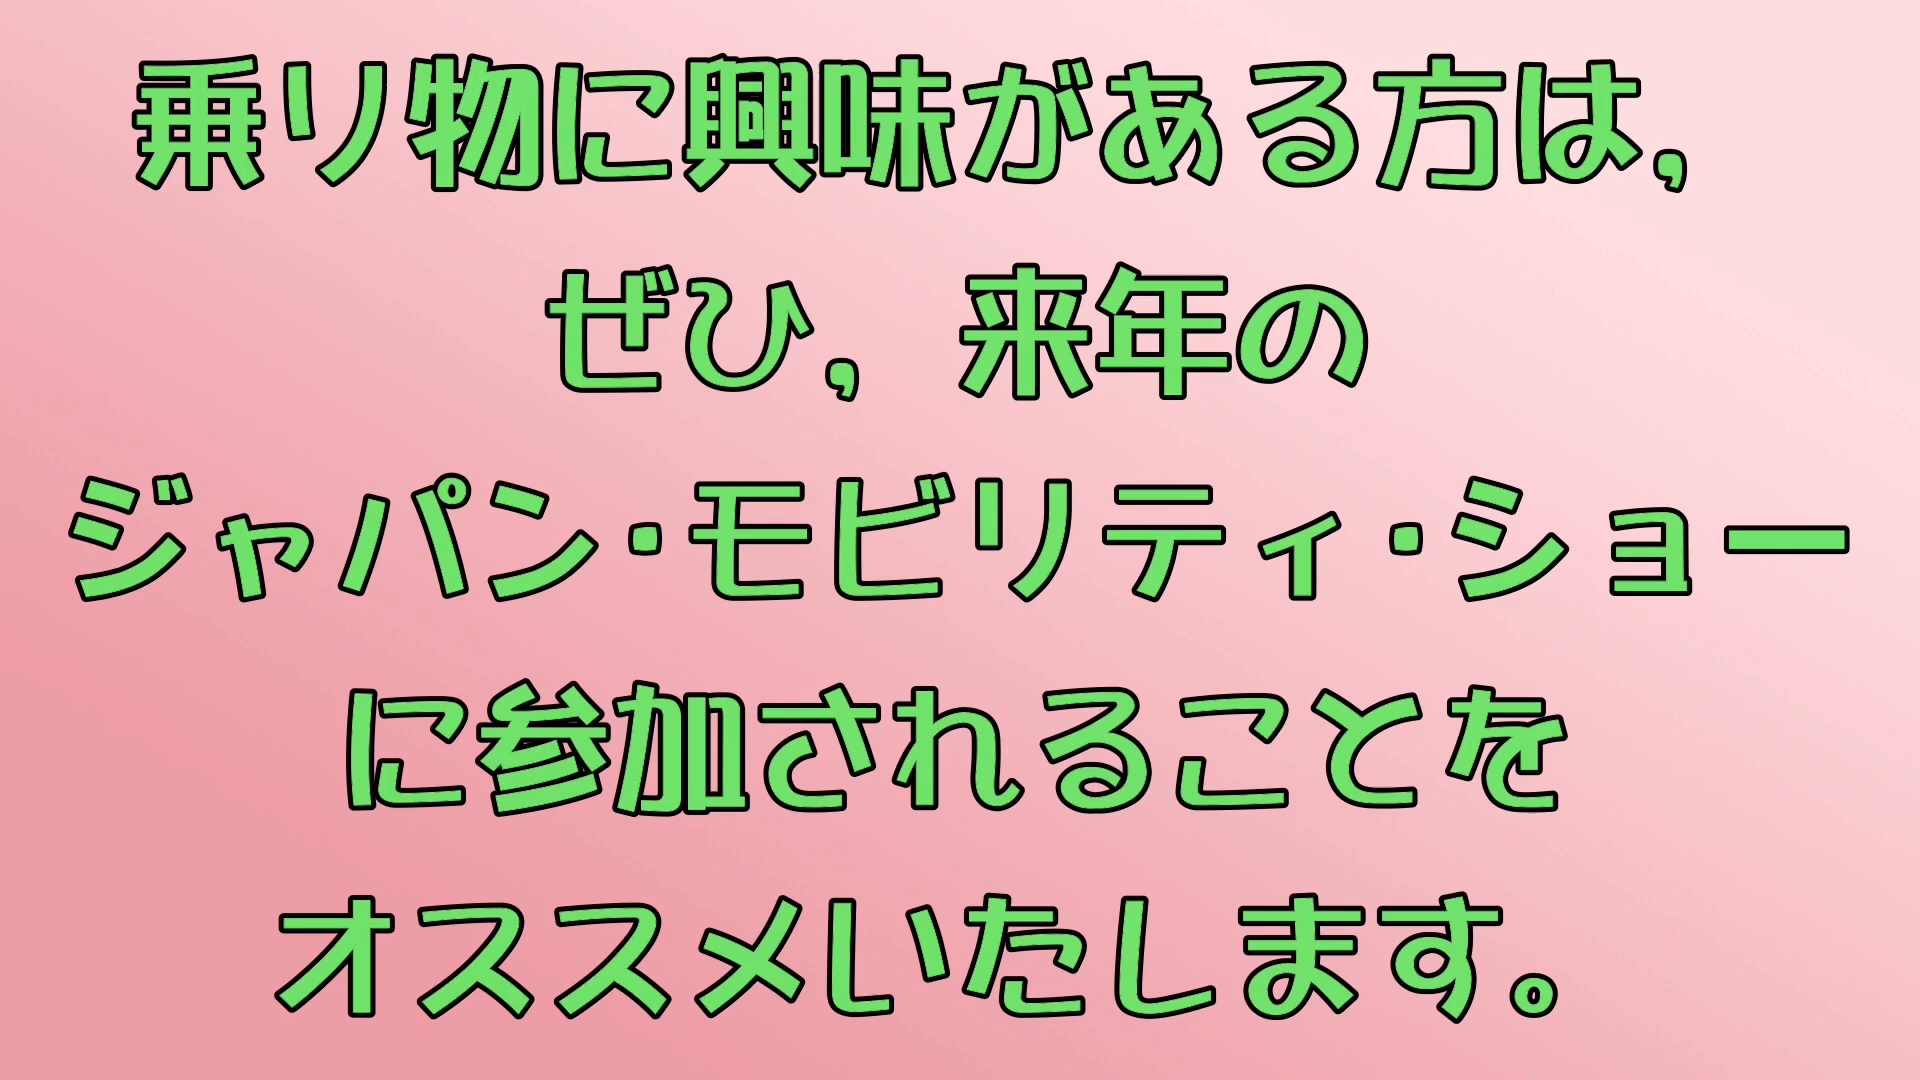 乗り物に興味がある方は，
ぜひ，来年の
ジャパン・モビリティ・ショー
に参加されることを
オススメいたします。